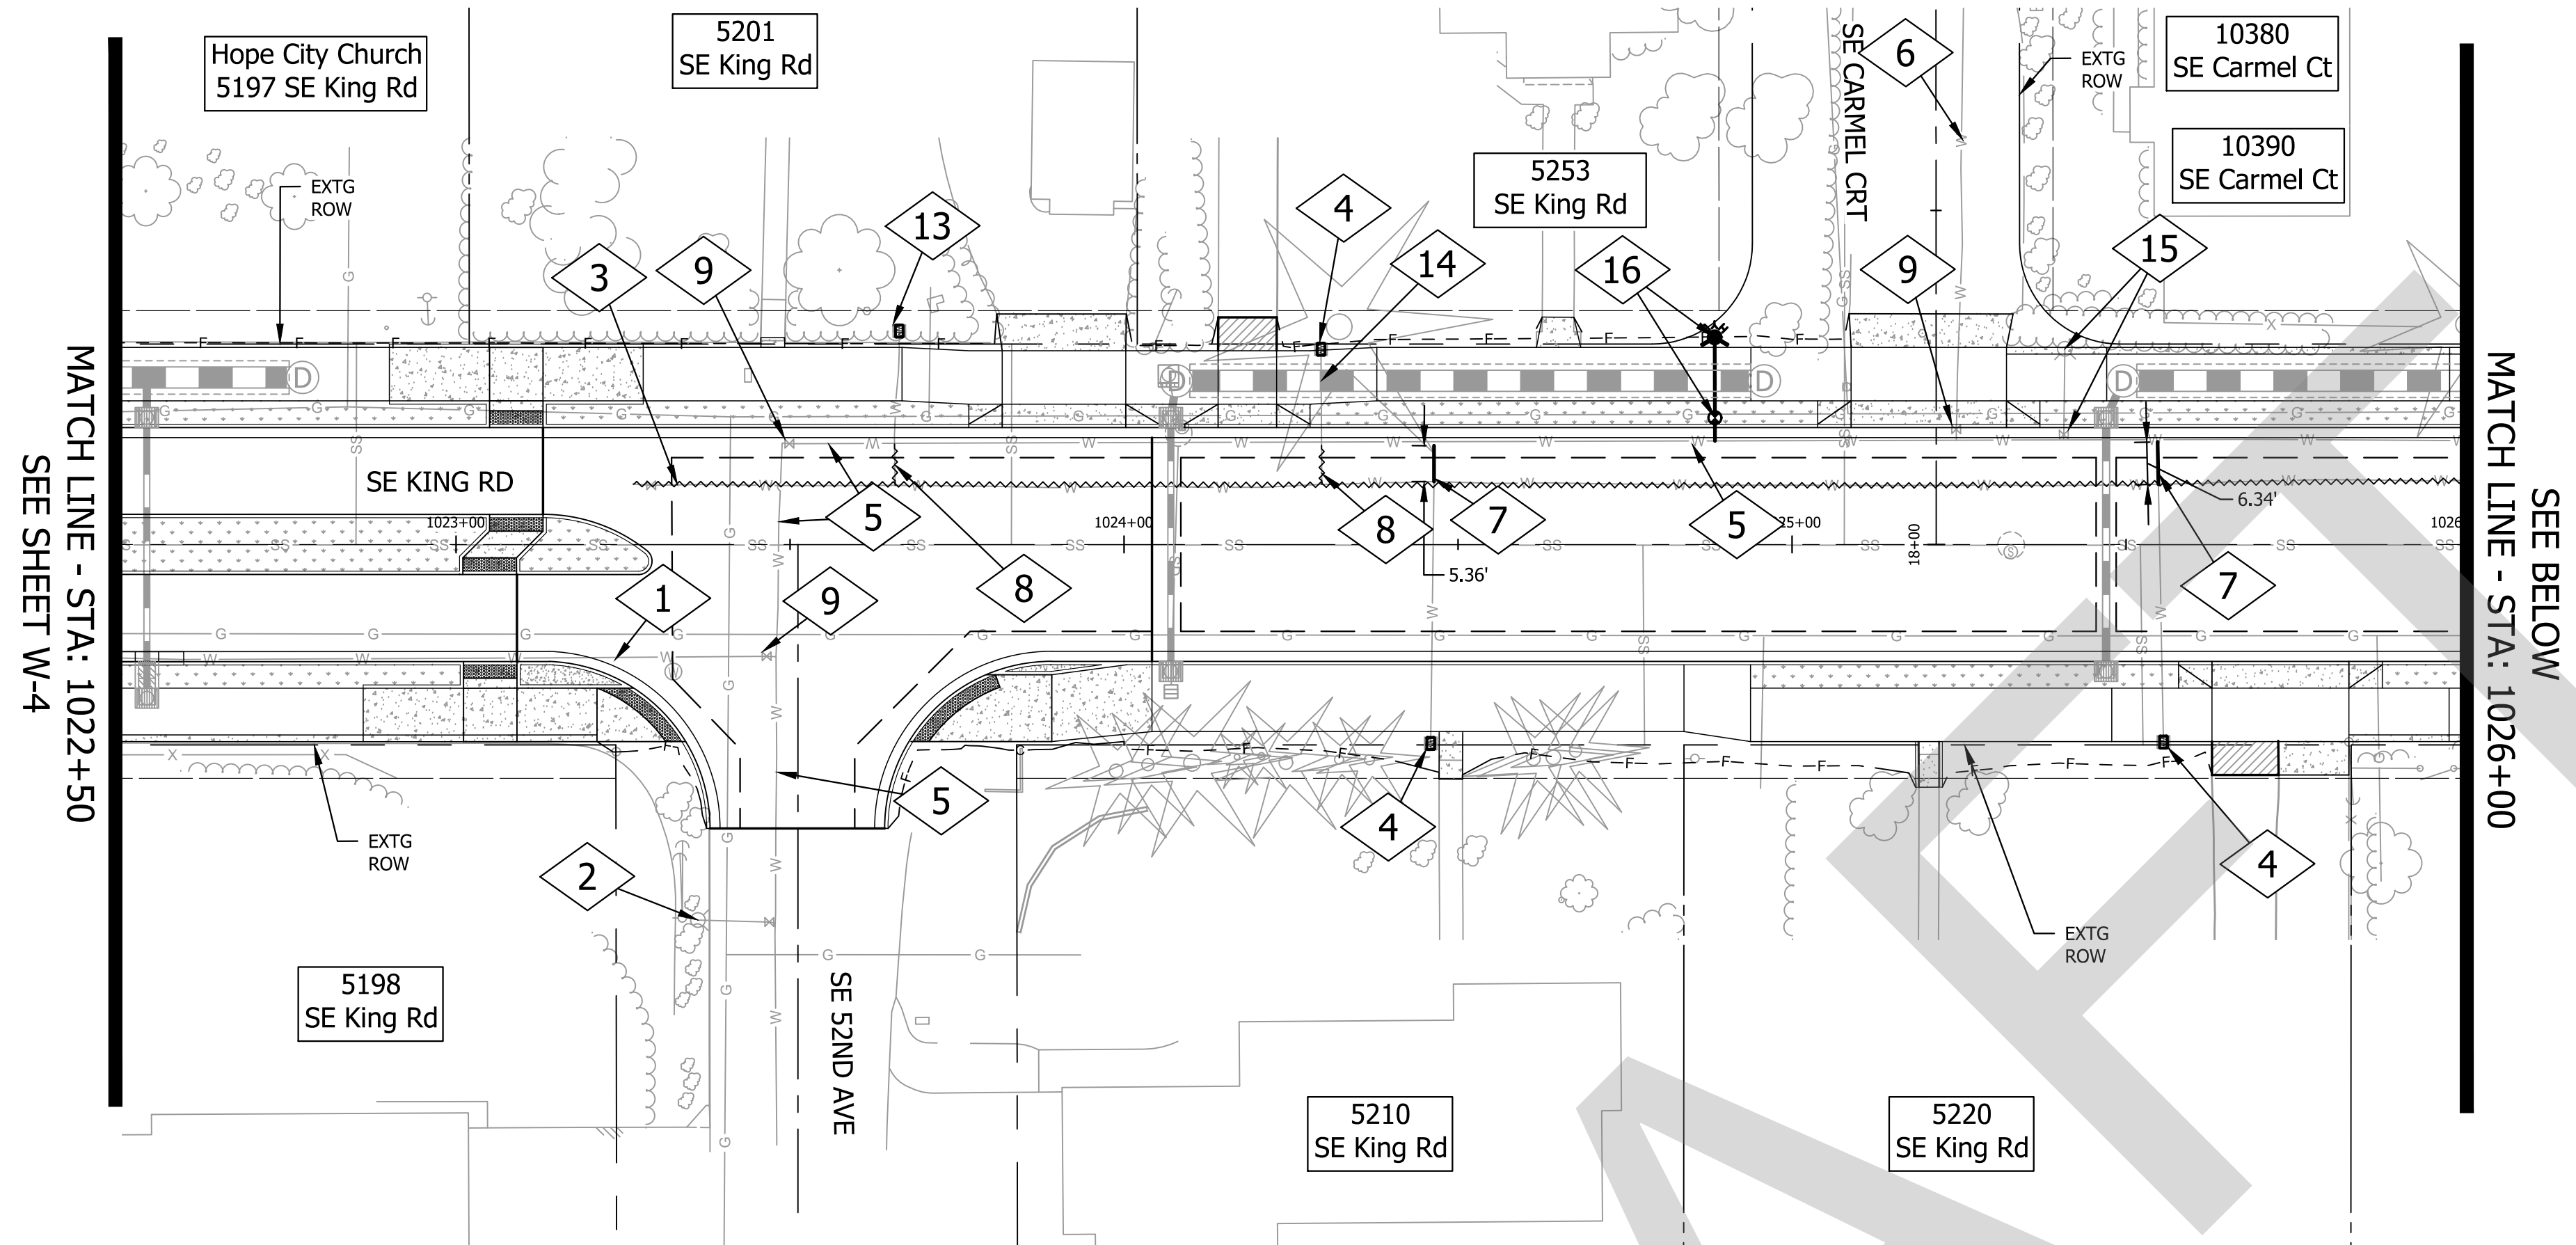 Hope City Church
5197 SE King Rd
5201
SE King Rd
SE CARMEL CRT
6
EXTG
ROW
10380
SE Carmel Ct
10390
SE Carmel Ct
EXTG
ROW
5253
SE King Rd
3
9
13
4
14
16
9
15
MATCH LINE - STA: 1022+50
SEE SHEET W-4
SEE BELOW
MATCH LINE - STA: 1026+00
SE KING RD
1023+00
1024+00
25+00
18+00
1026
5
8
8
7
5
6.34'
5.36'
7
1
9
5
4
4
2
EXTG
ROW
EXTG
ROW
SE 52ND AVE
5198
SE King Rd
5210
SE King Rd
5220
SE King Rd